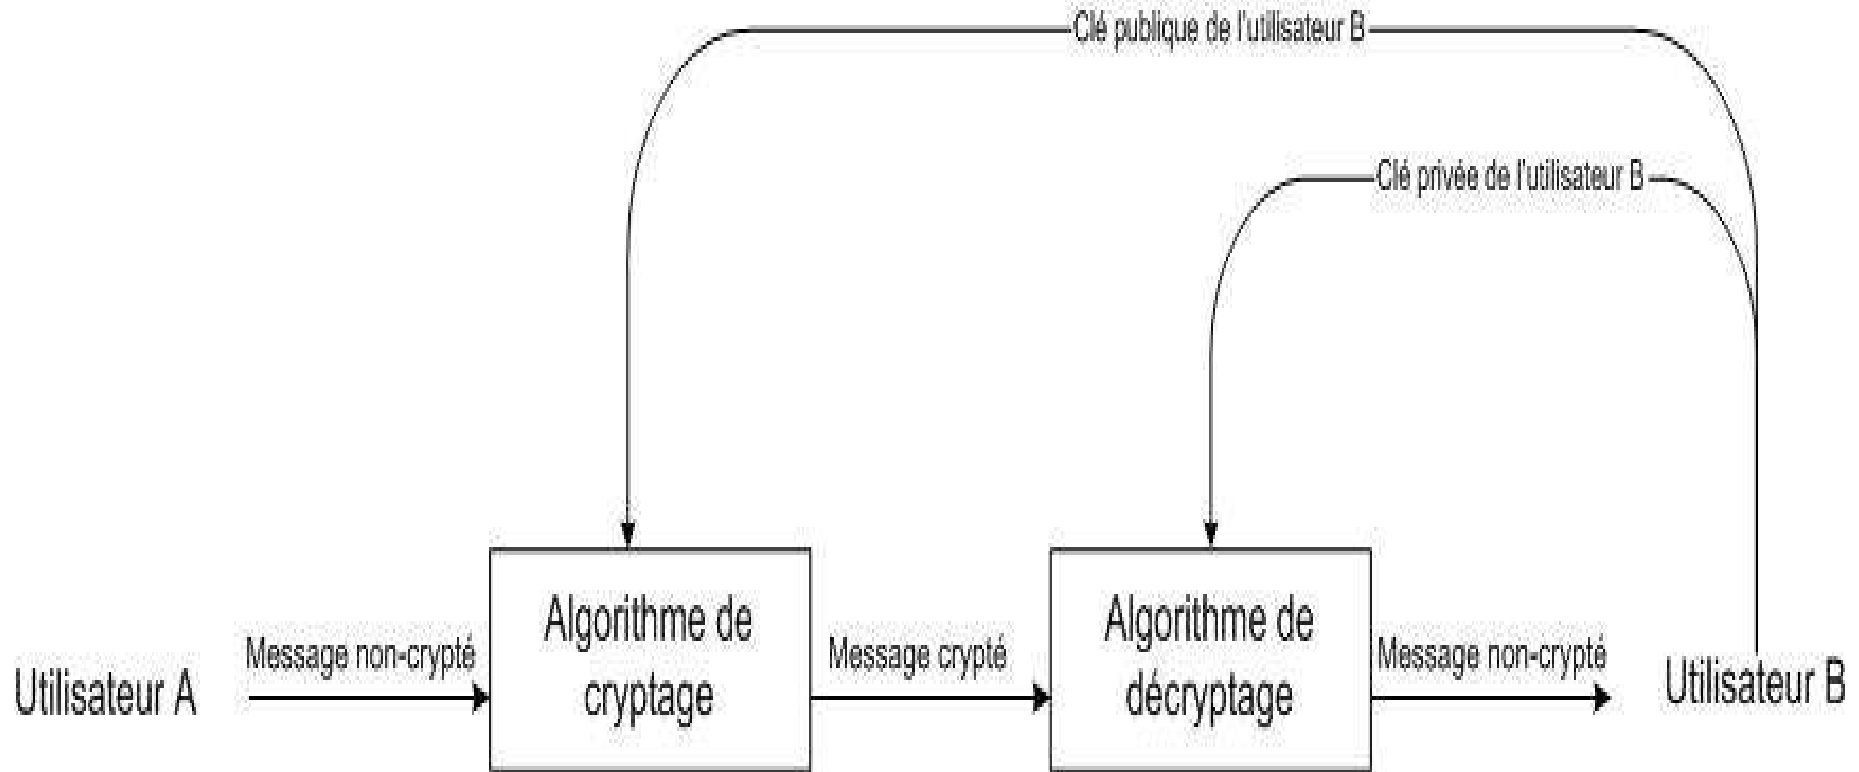 Clé publique de l'utilisateur B
Clé privée de l'utilisateur B
Algorithme de
cryptage
Algorithme de
décryptage
Utilisateur A
Message non-crypté
Message crypté
Message non-crypté
Utilisateur B